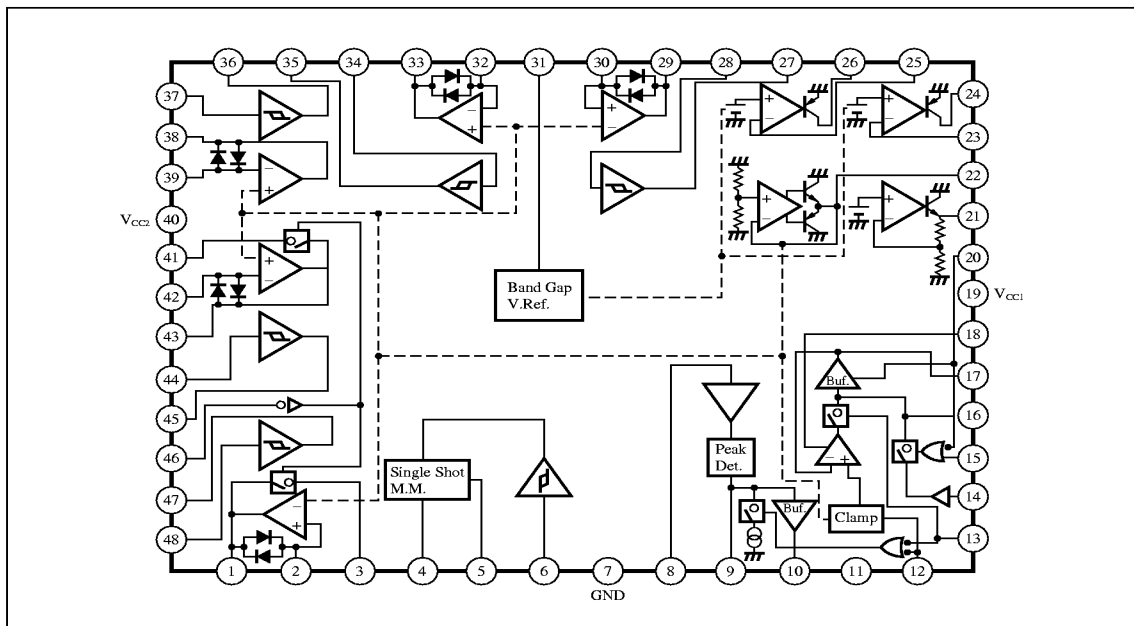 36 35 34 33 32 31 30 29 28 27 26 25
37
38
39
V_CC2 40
41
42
43
44
45
46
47
48
24
23
22
21
20
19 V_CC1
18
17
16
15
14
13
− +
+ −
+ −
+ −
− +
+ −
+ −
+ −
Band Gap
V.Ref.
Buf.
− +
Peak
Det.
Single Shot
M.M.
− +
Buf.
Clamp
1 2 3 4 5 6 7 8 9 10 11 12
GND